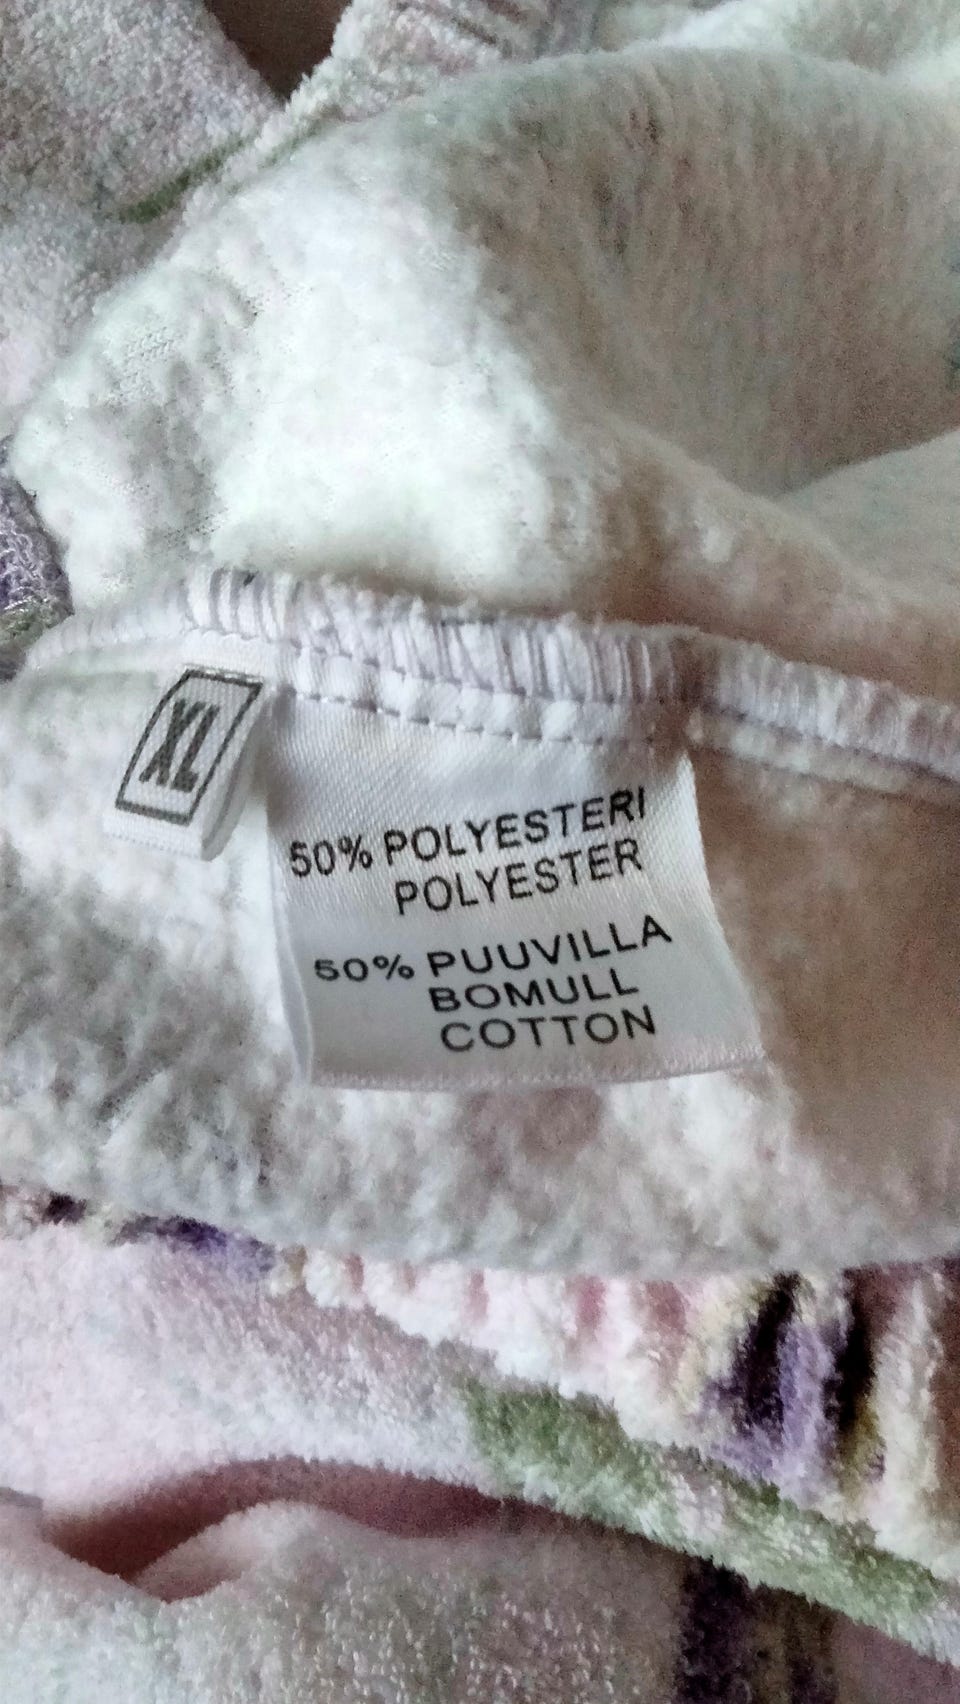 XL
50% POLYESTERI
POLYESTER
50% PUUVILLA
BOMULL
COTTON